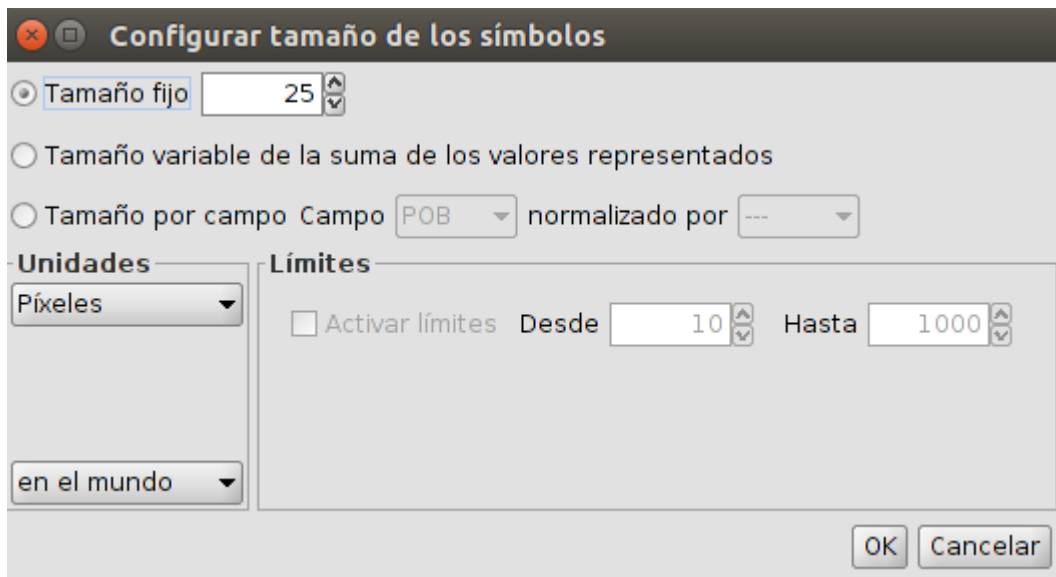 Configurar tamaño de los símbolos
Tamaño fijo 25
Tamaño variable de la suma de los valores representados
Tamaño por campo Campo POB normalizado por ---
Unidades Límites
Píxeles
Activar límites Desde 10 Hasta 1000
en el mundo
OK Cancelar